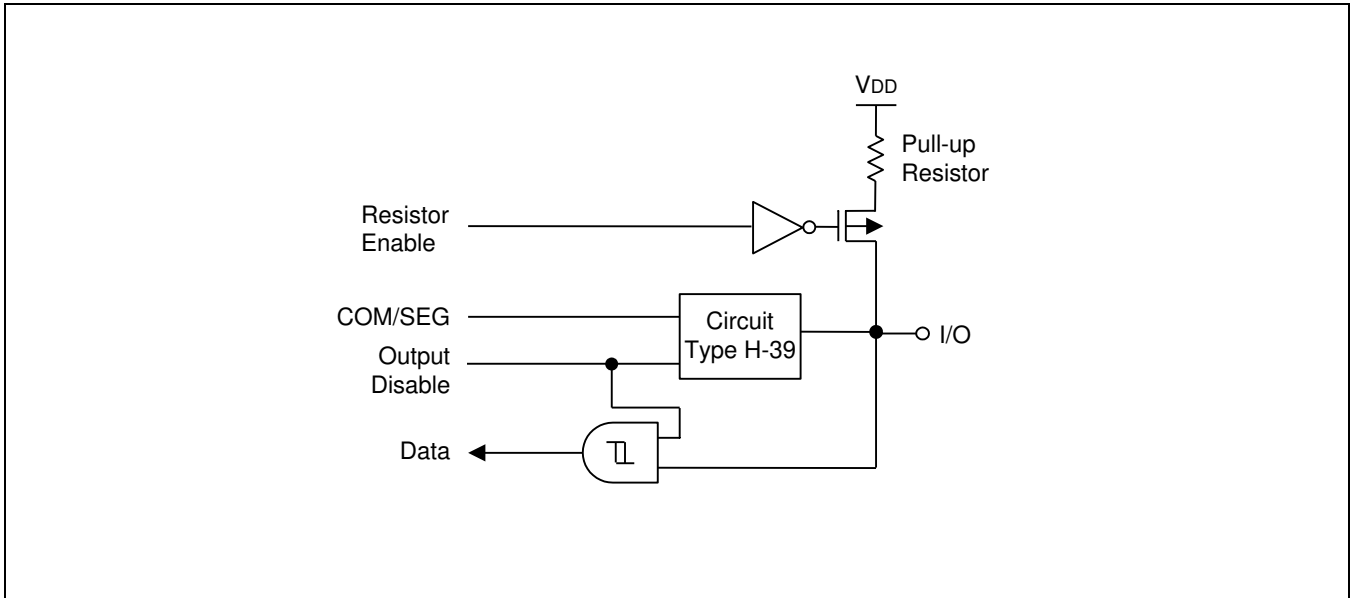 VDD
Pull-up
Resistor
Resistor
Enable
COM/SEG
Circuit
Type H-39
I/O
Output
Disable
Data